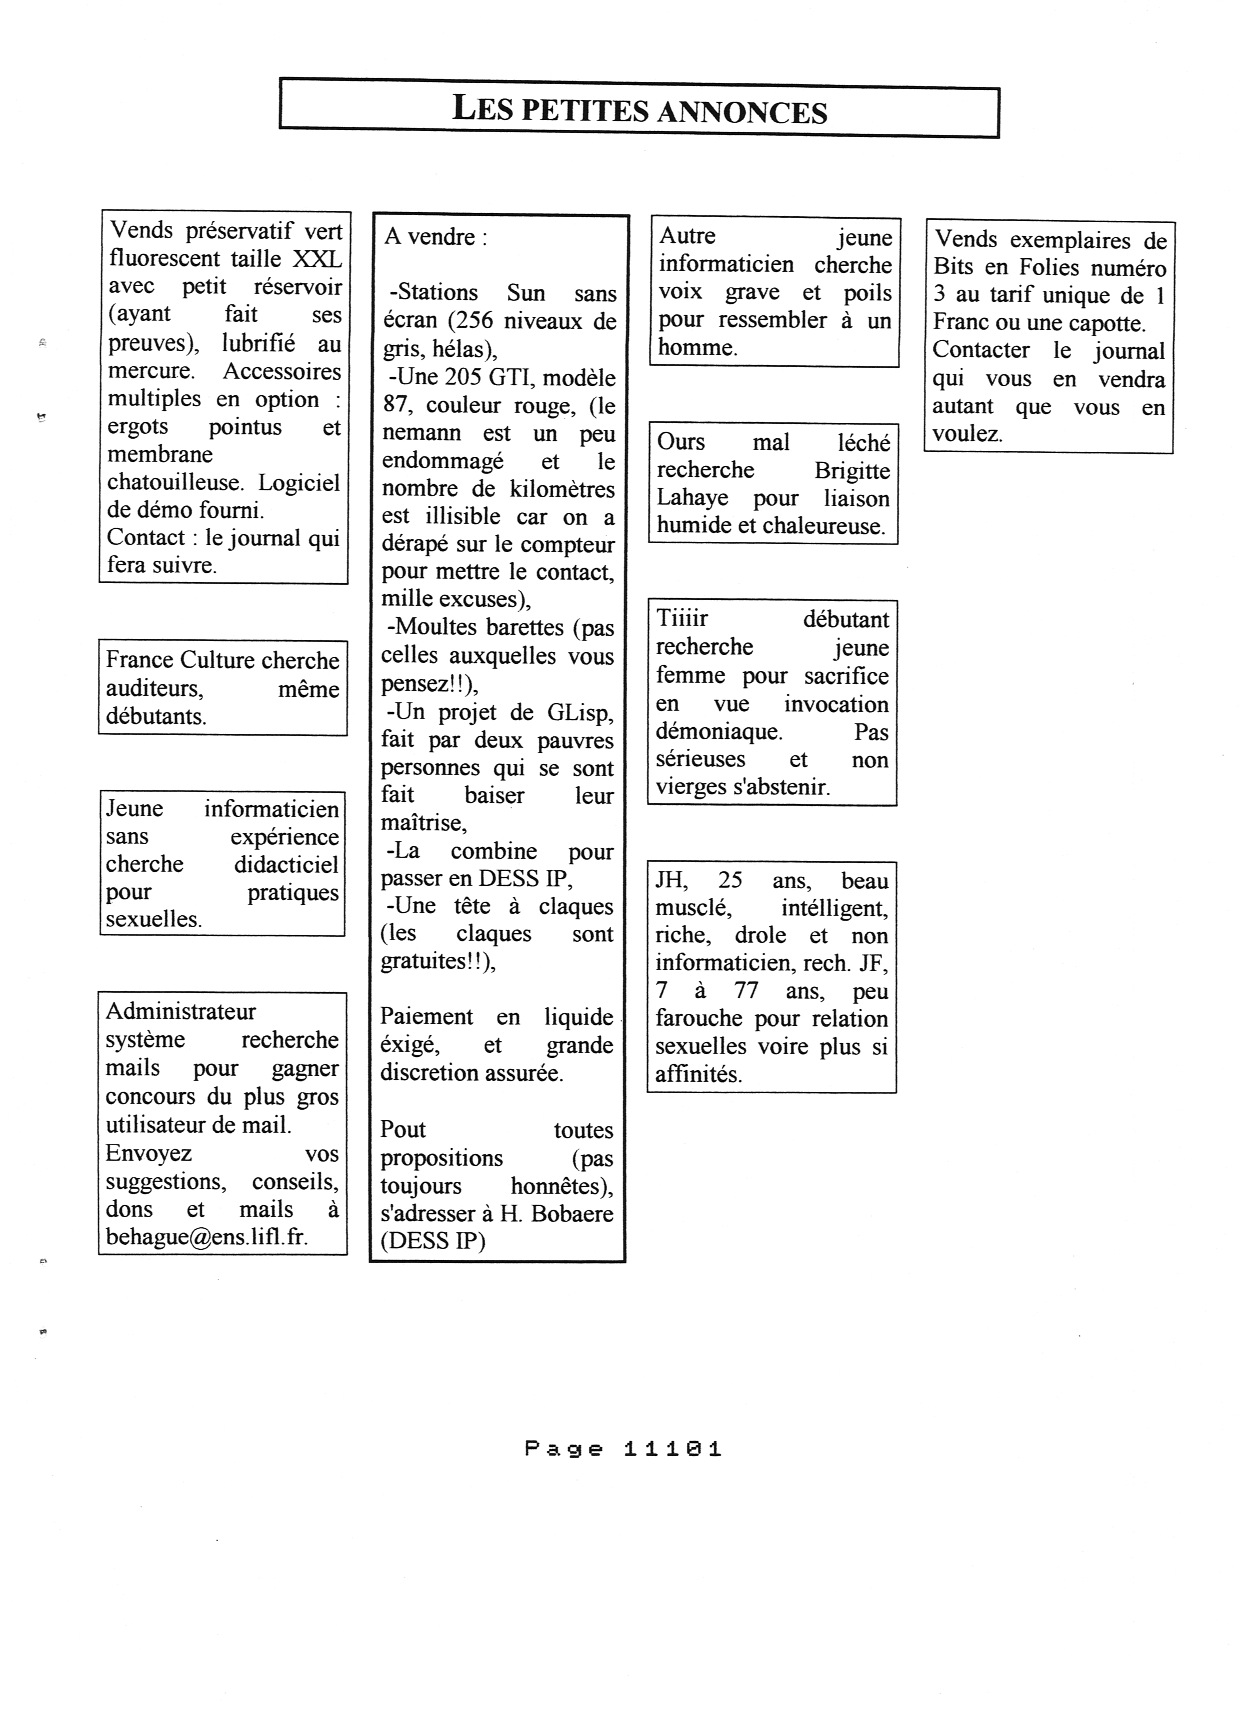 LES PETITES ANNONCES
Vends préservatif vert
fluorescent taille XXL
avec petit réservoir
(ayant fait ses
preuves), lubrifié au
mercure. Accessoires
multiples en option :
ergots pointus et
membrane
chatouilleuse. Logiciel
de démo fourni.
Contact : le journal qui
fera suivre.
France Culture cherche
auditeurs, même
débutants.
Jeune informaticien
sans expérience
cherche didacticiel
pour pratiques
sexuelles.
Administrateur
système recherche
mails pour gagner
concours du plus gros
utilisateur de mail.
Envoyez vos
suggestions, conseils,
dons et mails à
behague@ens.lifl.fr.
A vendre :
-Stations Sun sans
écran (256 niveaux de
gris, hélas),
-Une 205 GTI, modèle
87, couleur rouge, (le
nemann est un peu
endommagé et le
nombre de kilomètres
est illisible car on a
dérapé sur le compteur
pour mettre le contact,
mille excuses),
-Moultes barettes (pas
celles auxquelles vous
pensez!!),
-Un projet de GLisp,
fait par deux pauvres
personnes qui se sont
fait baiser leur
maîtrise,
-La combine pour
passer en DESS IP,
-Une tête à claques
(les claques sont
gratuites!!),
Paiement en liquide
éxigé, et grande
discretion assurée.
Pout toutes
propositions (pas
toujours honnêtes),
s'adresser à H. Bobaere
(DESS IP)
Autre jeune
informaticien cherche
voix grave et poils
pour ressembler à un
homme.
Ours mal léché
recherche Brigitte
Lahaye pour liaison
humide et chaleureuse.
Tiiiir débutant
recherche jeune
femme pour sacrifice
en vue invocation
démoniaque. Pas
sérieuses et non
vierges s'abstenir.
JH, 25 ans, beau
musclé, intélligent,
riche, drole et non
informaticien, rech. JF,
7 à 77 ans, peu
farouche pour relation
sexuelles voire plus si
affinités.
Vends exemplaires de
Bits en Folies numéro
3 au tarif unique de 1
Franc ou une capotte.
Contacter le journal
qui vous en vendra
autant que vous en
voulez.
Page 11101